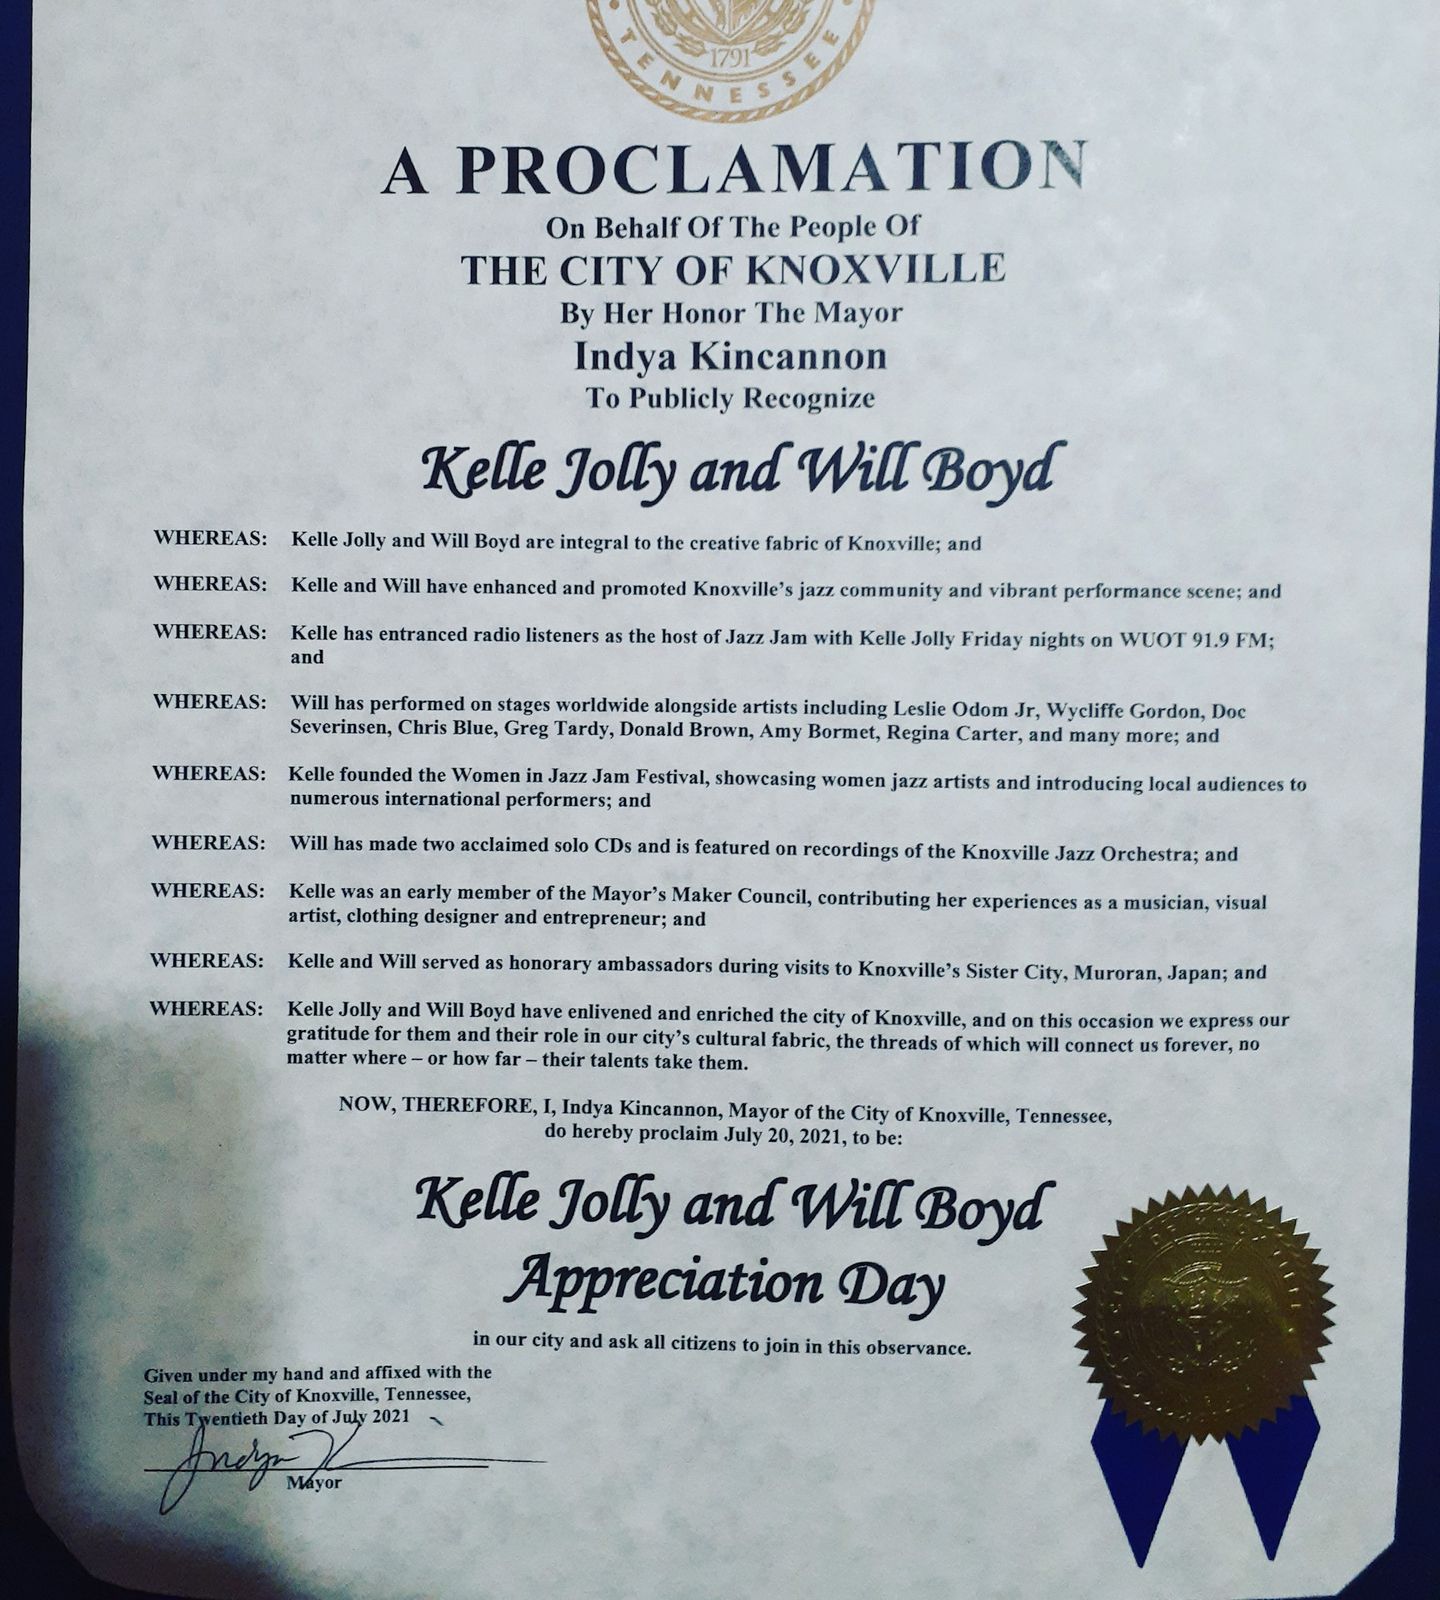 1791
TENNESSEE
A PROCLAMATION
On Behalf Of The People Of
THE CITY OF KNOXVILLE
By Her Honor The Mayor
Indya Kincannon
To Publicly Recognize
Kelle Jolly and Will Boyd
WHEREAS: Kelle Jolly and Will Boyd are integral to the creative fabric of Knoxville; and
WHEREAS: Kelle and Will have enhanced and promoted Knoxville's jazz community and vibrant performance scene; and
WHEREAS: Kelle has entranced radio listeners as the host of Jazz Jam with Kelle Jolly Friday nights on WUOT 91.9 FM;
and
WHEREAS: Will has performed on stages worldwide alongside artists including Leslie Odom Jr, Wycliffe Gordon, Doc
Severinsen, Chris Blue, Greg Tardy, Donald Brown, Amy Bormet, Regina Carter, and many more; and
WHEREAS: Kelle founded the Women in Jazz Jam Festival, showcasing women jazz artists and introducing local audiences to
numerous international performers; and
WHEREAS: Will has made two acclaimed solo CDs and is featured on recordings of the Knoxville Jazz Orchestra; and
WHEREAS: Kelle was an early member of the Mayor's Maker Council, contributing her experiences as a musician, visual
artist, clothing designer and entrepreneur; and
WHEREAS: Kelle and Will served as honorary ambassadors during visits to Knoxville's Sister City, Muroran, Japan; and
WHEREAS: Kelle Jolly and Will Boyd have enlivened and enriched the city of Knoxville, and on this occasion we express our
gratitude for them and their role in our city's cultural fabric, the threads of which will connect us forever, no
matter where – or how far – their talents take them.
NOW, THEREFORE, I, Indya Kincannon, Mayor of the City of Knoxville, Tennessee,
do hereby proclaim July 20, 2021, to be:
Kelle Jolly and Will Boyd
Appreciation Day
in our city and ask all citizens to join in this observance.
Given under my hand and affixed with the
Seal of the City of Knoxville, Tennessee,
This Twentieth Day of July 2021
Indya K
Mayor